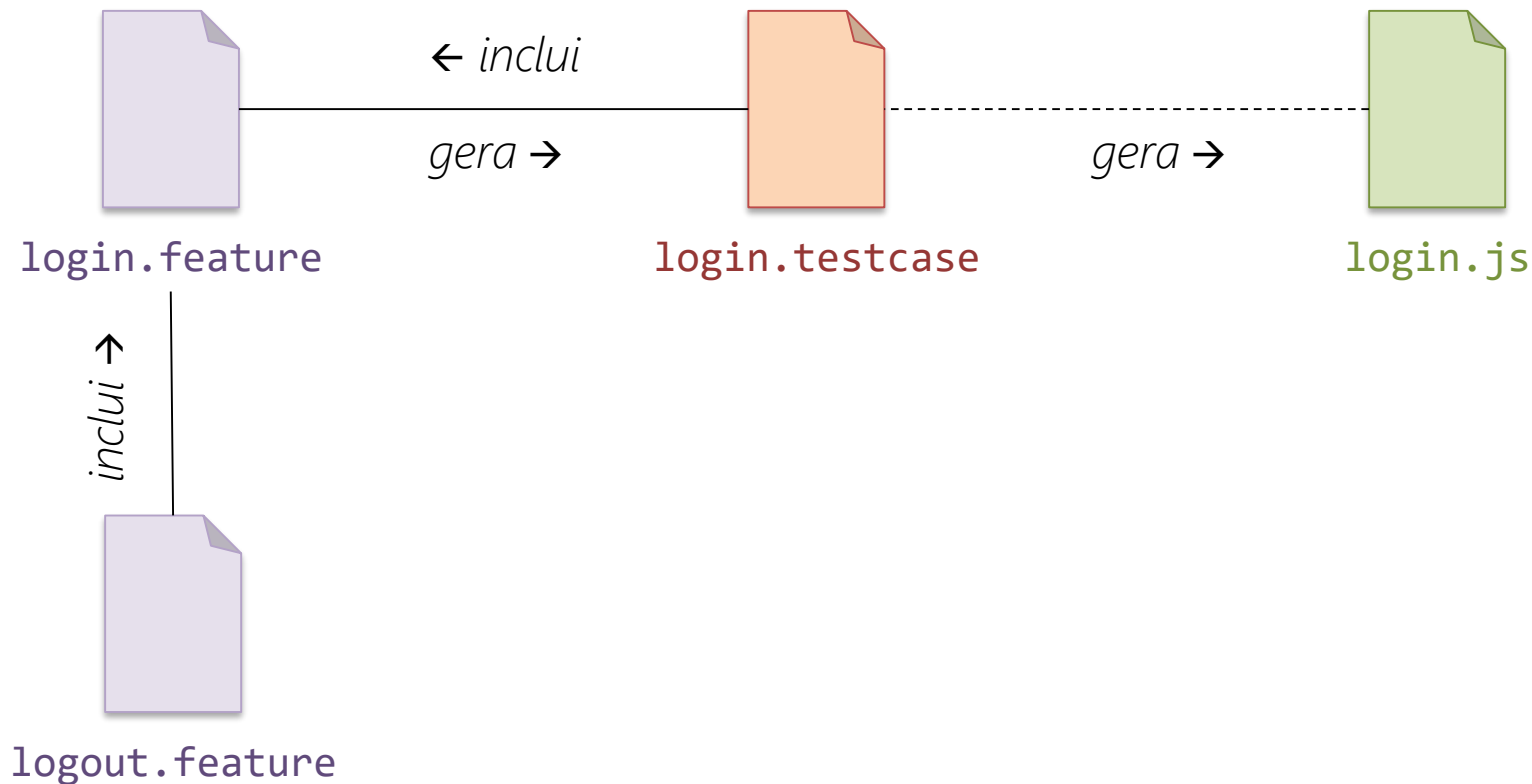 ← inclui
gera →
gera →
login.feature
login.testcase
login.js
inclui →
logout.feature